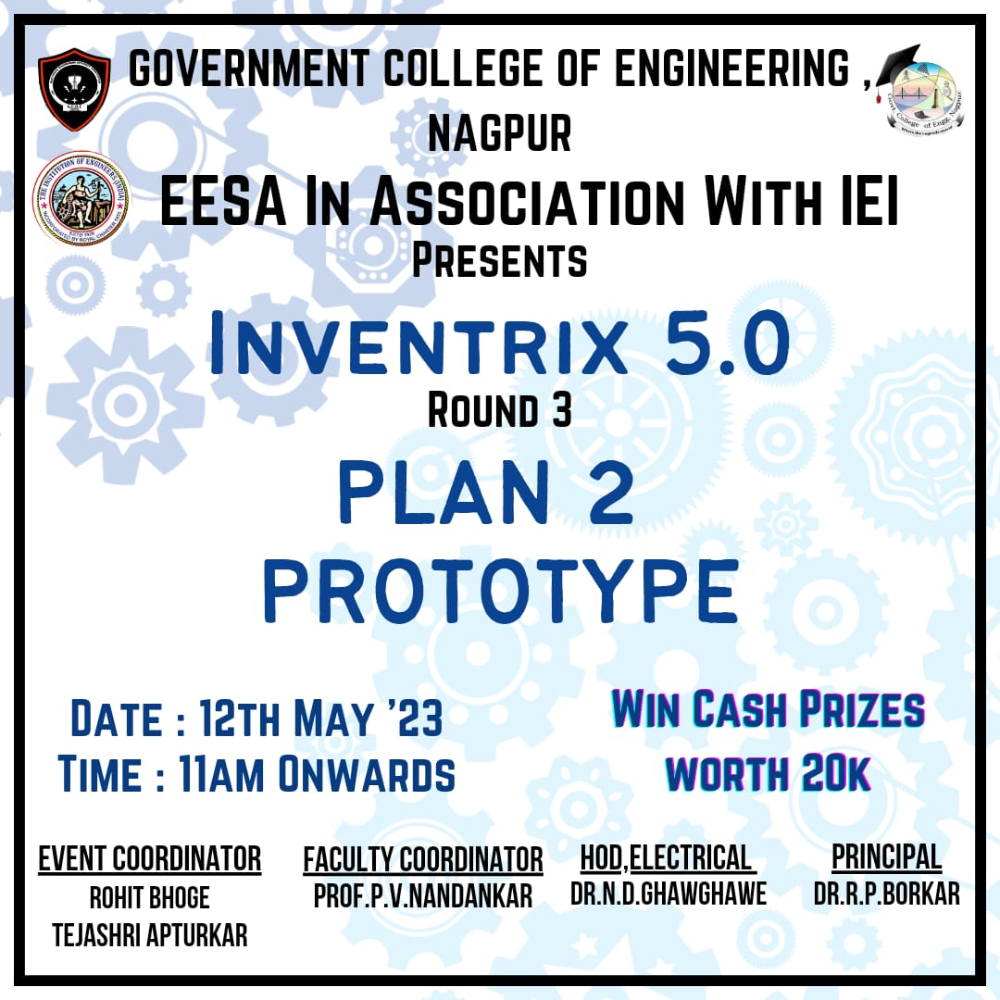 GOVERNMENT COLLEGE OF ENGINEERING ,
NAGPUR
EESA IN ASSOCIATION WITH IEI
PRESENTS
INVENTRIX 5.0
ROUND 3
PLAN 2
PROTOTYPE
DATE : 12TH MAY '23
TIME : 11AM ONWARDS
WIN CASH PRIZES
WORTH 20K
EVENT COORDINATOR
ROHIT BHOGE
TEJASHRI APTURKAR
FACULTY COORDINATOR
PROF.P.V.NANDANKAR
HOD,ELECTRICAL
DR.N.D.GHAWGHAWE
PRINCIPAL
DR.R.P.BORKAR
THE INSTITUTION OF ENGINEERS (INDIA)
INCORPORATED BY ROYAL CHARTER 1935
ESTD 1920
Govt College of Engg. Nagpur